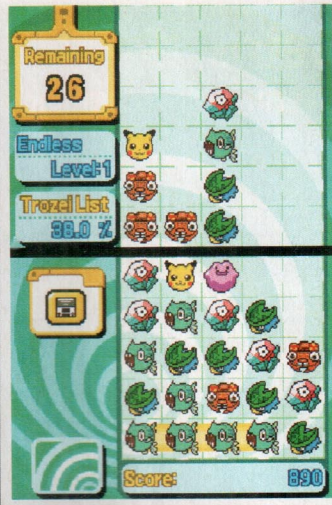 Remaining
26
Endless
Level:1
Trozei List
38.0 %
Score: 890